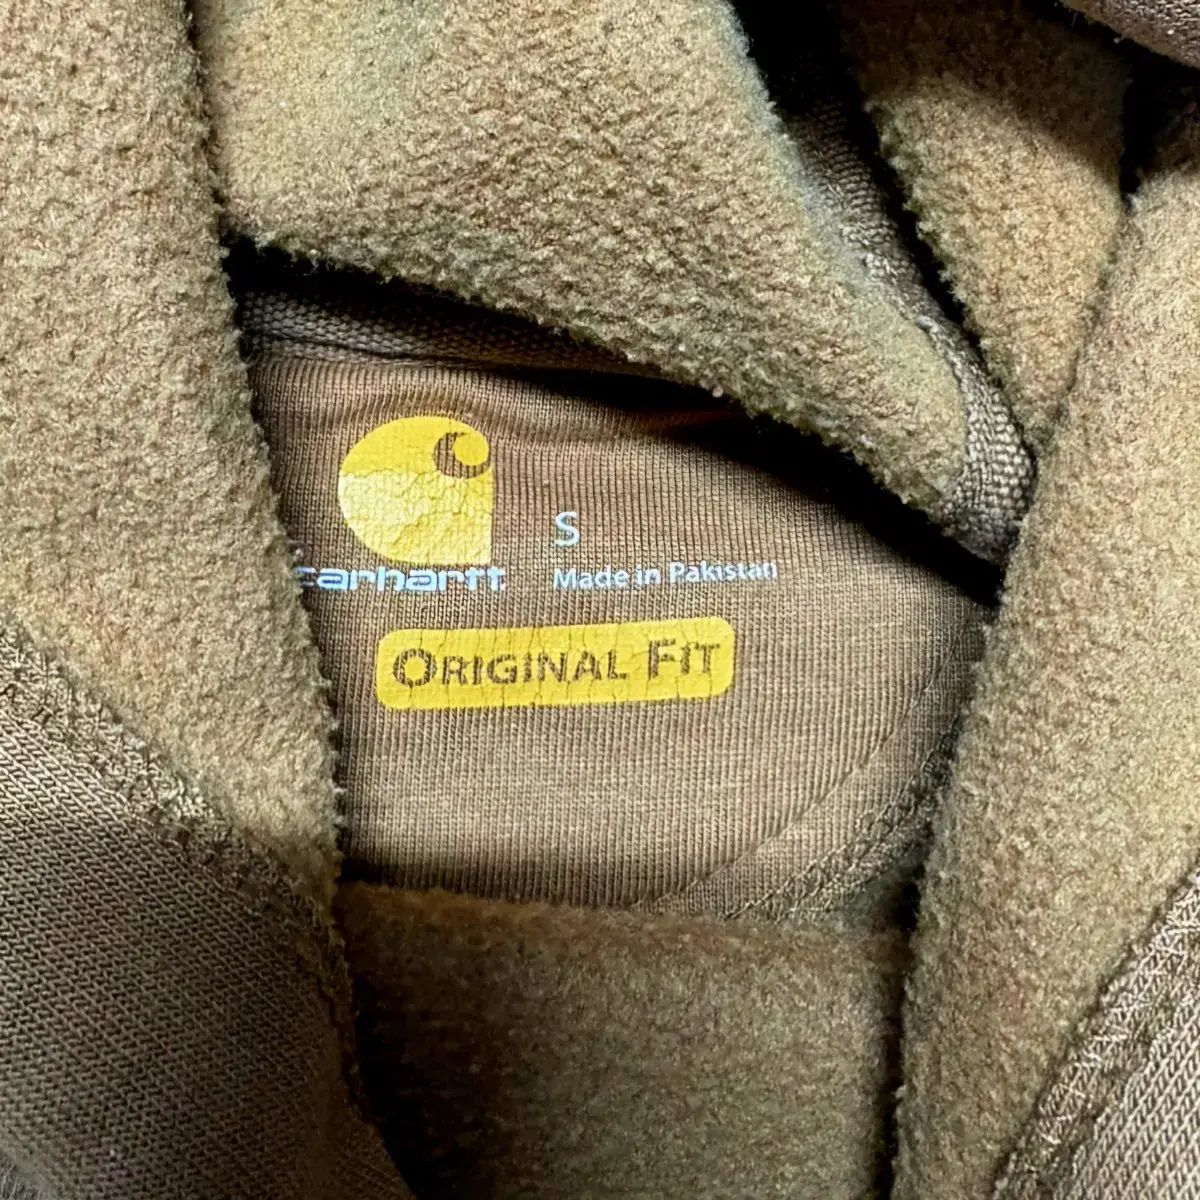 S
carhartt Made in Pakistan
ORIGINAL FIT